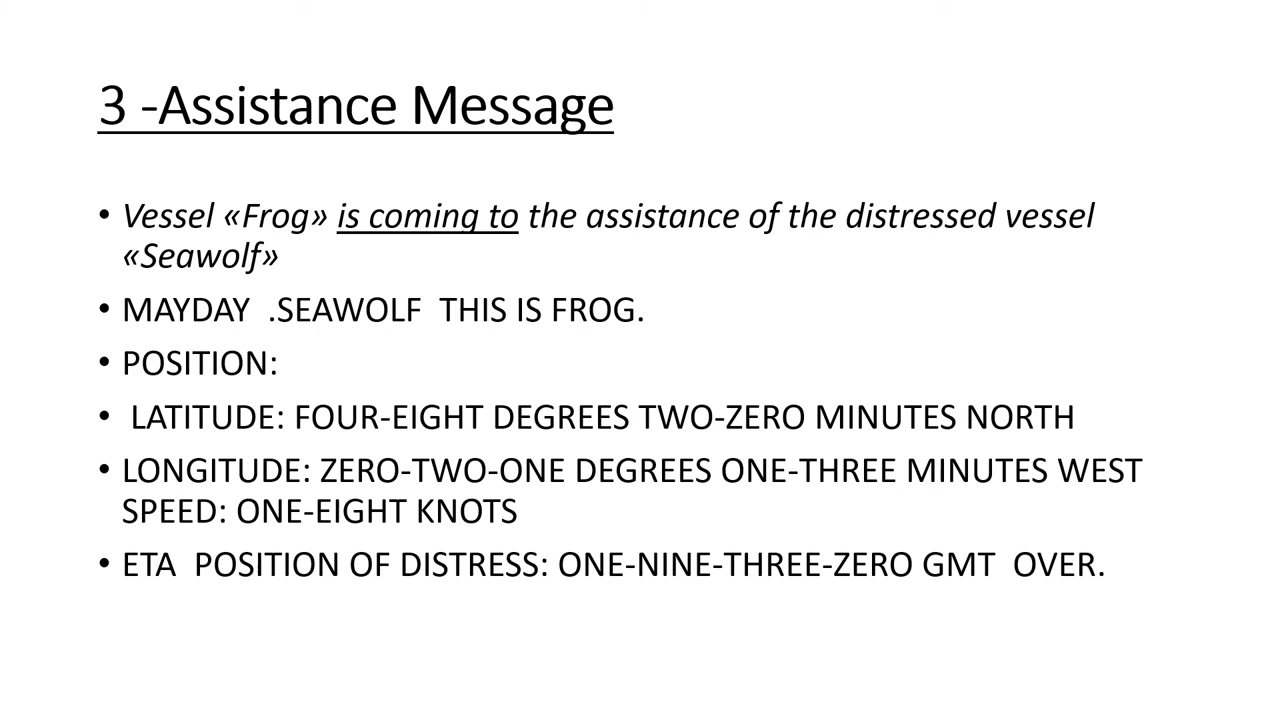 3 -Assistance Message
• Vessel «Frog» is coming to the assistance of the distressed vessel
«Seawolf»
• MAYDAY  .SEAWOLF  THIS IS FROG.
• POSITION:
•  LATITUDE: FOUR-EIGHT DEGREES TWO-ZERO MINUTES NORTH
• LONGITUDE: ZERO-TWO-ONE DEGREES ONE-THREE MINUTES WEST
SPEED: ONE-EIGHT KNOTS
• ETA  POSITION OF DISTRESS: ONE-NINE-THREE-ZERO GMT  OVER.